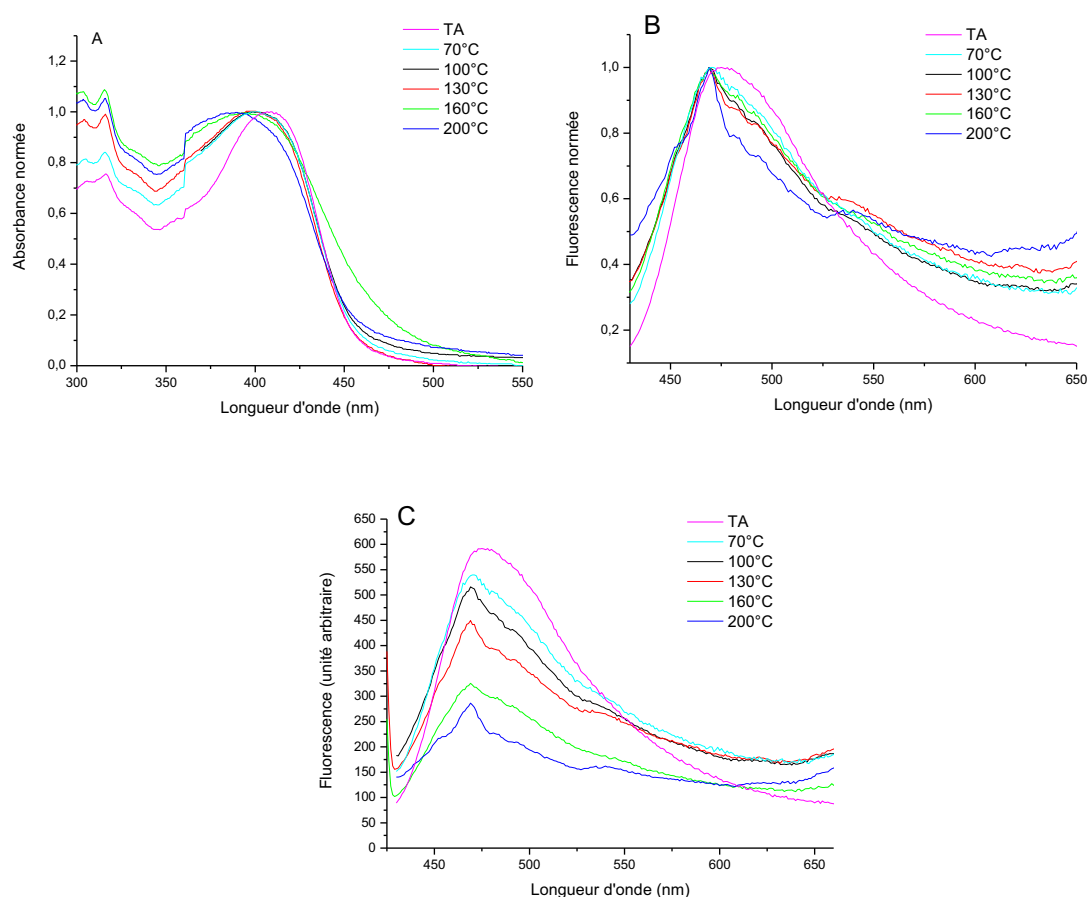 A
TA
70°C
100°C
130°C
160°C
200°C
1,2
1,0
0,8
0,6
0,4
0,2
0,0
300 350 400 450 500 550
Absorbance normée
Longueur d'onde (nm)
B
TA
70°C
100°C
130°C
160°C
200°C
1,0
0,8
0,6
0,4
0,2
450 500 550 600 650
Fluorescence normée
Longueur d'onde (nm)
C
TA
70°C
100°C
130°C
160°C
200°C
650
600
550
500
450
400
350
300
250
200
150
100
50
0
450 500 550 600 650
Fluorescence (unité arbitraire)
Longueur d'onde (nm)